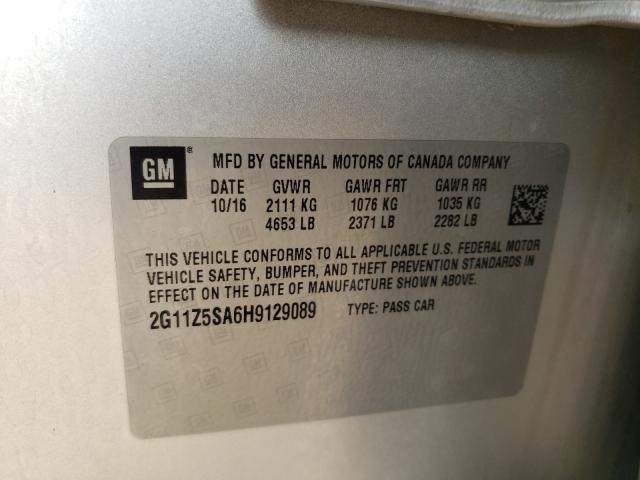 GM ®
MFD BY GENERAL MOTORS OF CANADA COMPANY
DATE GVWR GAWR FRT GAWR RR
10/16 2111 KG 1076 KG 1035 KG
4653 LB 2371 LB 2282 LB
THIS VEHICLE CONFORMS TO ALL APPLICABLE U.S. FEDERAL MOTOR
VEHICLE SAFETY, BUMPER, AND THEFT PREVENTION STANDARDS IN
EFFECT ON THE DATE OF MANUFACTURE SHOWN ABOVE.
2G11Z5SA6H9129089 TYPE: PASS CAR